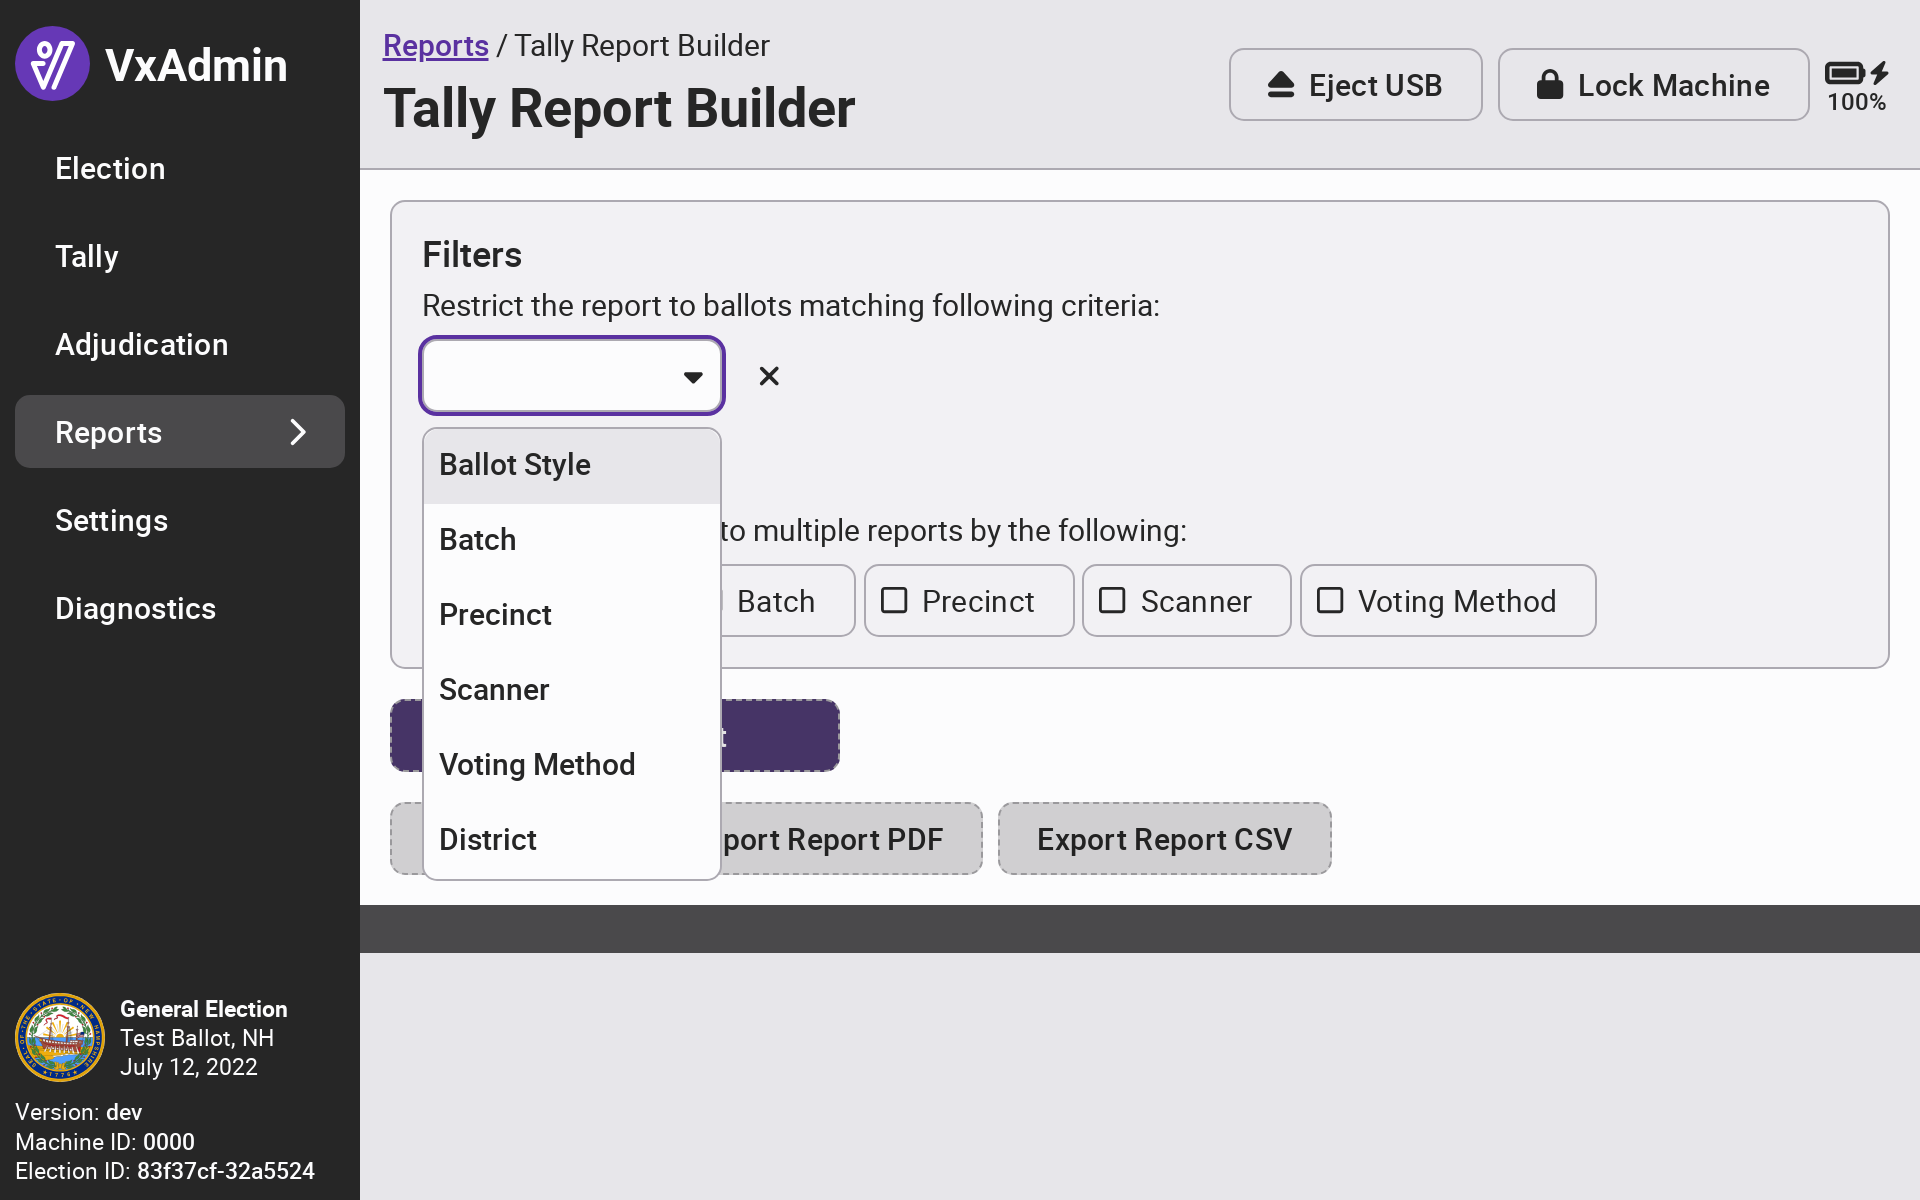 VxAdmin
Election
Tally
Adjudication
Reports
Settings
Diagnostics
General Election
Test Ballot, NH
July 12, 2022
Version: dev
Machine ID: 0000
Election ID: 83f37cf-32a5524
Reports / Tally Report Builder
Tally Report Builder
Eject USB
Lock Machine
100%
Filters
Restrict the report to ballots matching following criteria:
Ballot Style
Batch
Precinct
Scanner
Voting Method
District
to multiple reports by the following:
Batch
Precinct
Scanner
Voting Method
t
port Report PDF
Export Report CSV